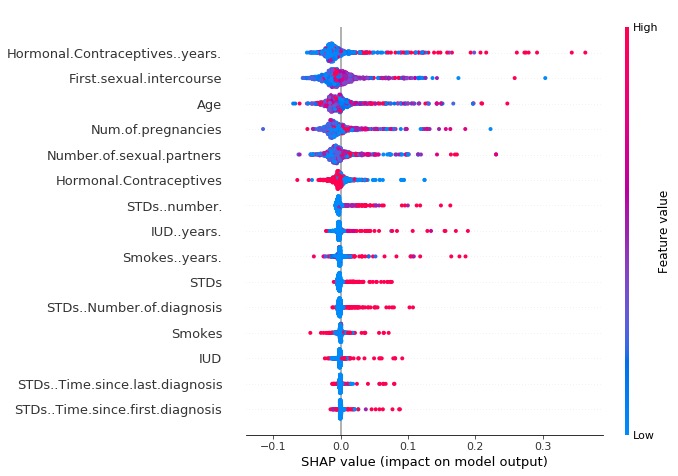 High
Hormonal.Contraceptives..years.
First.sexual.intercourse
Age
Num.of.pregnancies
Number.of.sexual.partners
Hormonal.Contraceptives
STDs..number.
IUD..years.
Smokes..years.
STDs
STDs..Number.of.diagnosis
Smokes
IUD
STDs..Time.since.last.diagnosis
STDs..Time.since.first.diagnosis
Feature value
Low
−0.1 0.0 0.1 0.2 0.3
SHAP value (impact on model output)